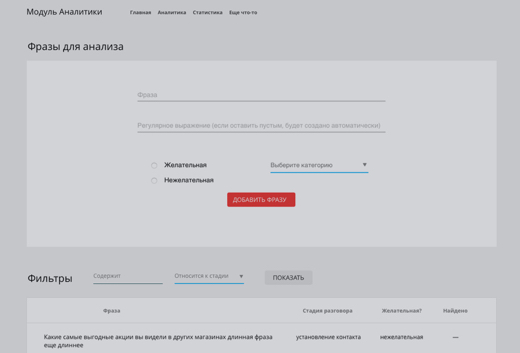 Модуль Аналитики
Главная Аналитика Статистика Еще что-то
Фразы для анализа
Фраза
Регулярное выражение (если оставить пустым, будет создано автоматически)
Желательная
Выберите категорию
Нежелательная
ДОБАВИТЬ ФРАЗУ
Фильтры
Содержит
Относится к стадии
ПОКАЗАТЬ
Фраза Стадия разговора Желательная? Найдено
Какие самые выгодные акции вы видели в других магазинах длинная фраза установление контакта нежелательная —
еще длиннее